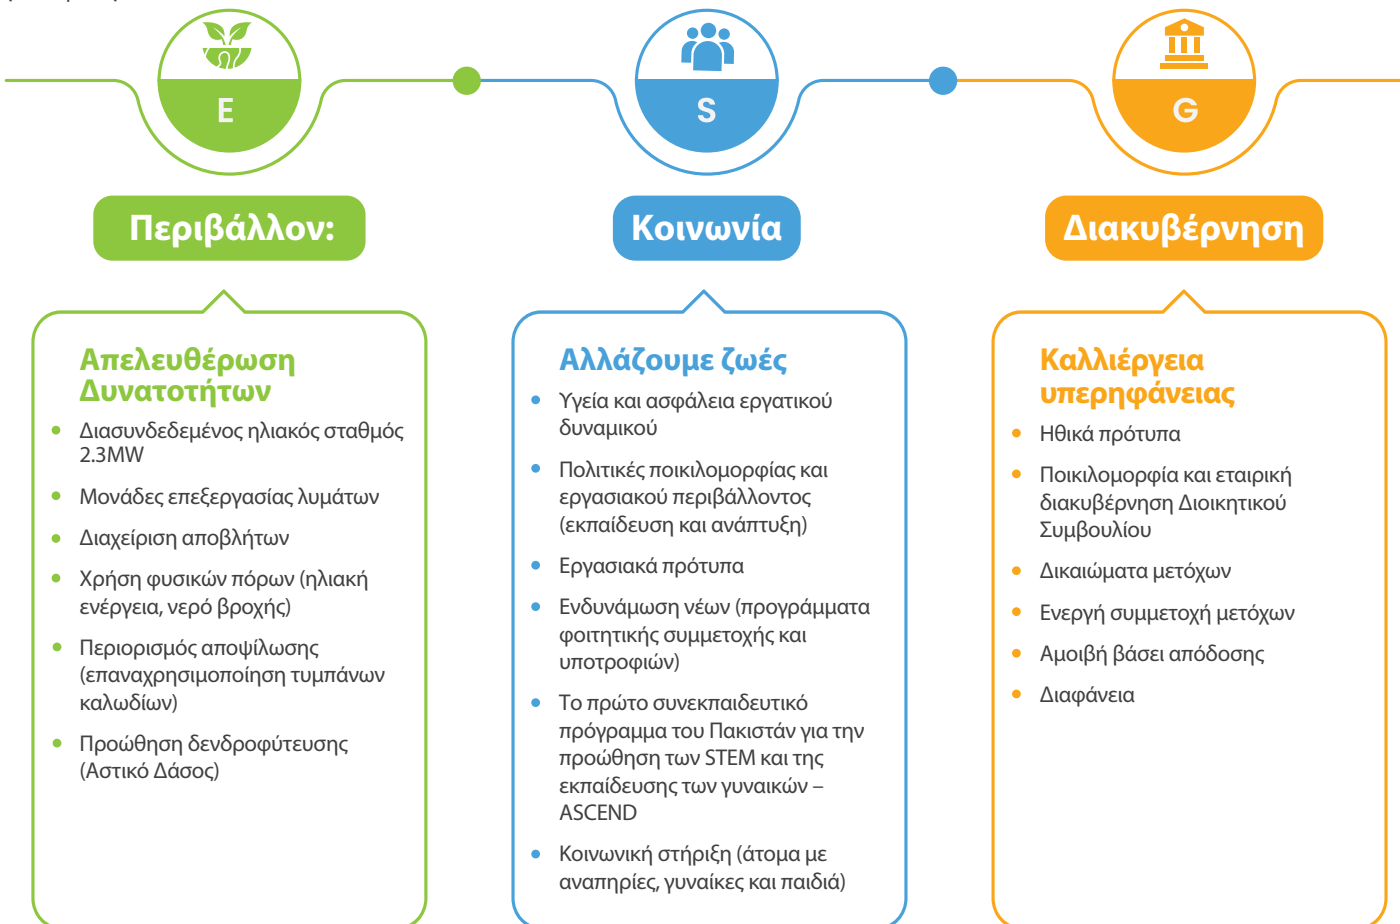 E
Περιβάλλον:
Απελευθέρωση
Δυνατοτήτων
Διασυνδεδεμένος ηλιακός σταθμός
2.3MW
Μονάδες επεξεργασίας λυμάτων
Διαχείριση αποβλήτων
Χρήση φυσικών πόρων (ηλιακή
ενέργεια, νερό βροχής)
Περιορισμός αποψίλωσης
(επαναχρησιμοποίηση τυμπάνων
καλωδίων)
Προώθηση δενδροφύτευσης
(Αστικό Δάσος)
S
Κοινωνία
Αλλάζουμε ζωές
Υγεία και ασφάλεια εργατικού
δυναμικού
Πολιτικές ποικιλομορφίας και
εργασιακού περιβάλλοντος
(εκπαίδευση και ανάπτυξη)
Εργασιακά πρότυπα
Ενδυνάμωση νέων (προγράμματα
φοιτητικής συμμετοχής και
υποτροφιών)
Το πρώτο συνεκπαιδευτικό
πρόγραμμα του Πακιστάν για την
προώθηση των STEM και της
εκπαίδευσης των γυναικών –
ASCEND
Κοινωνική στήριξη (άτομα με
αναπηρίες, γυναίκες και παιδιά)
G
Διακυβέρνηση
Καλλιέργεια
υπερηφάνειας
Ηθικά πρότυπα
Ποικιλομορφία και εταιρική
διακυβέρνηση Διοικητικού
Συμβουλίου
Δικαιώματα μετόχων
Ενεργή συμμετοχή μετόχων
Αμοιβή βάσει απόδοσης
Διαφάνεια